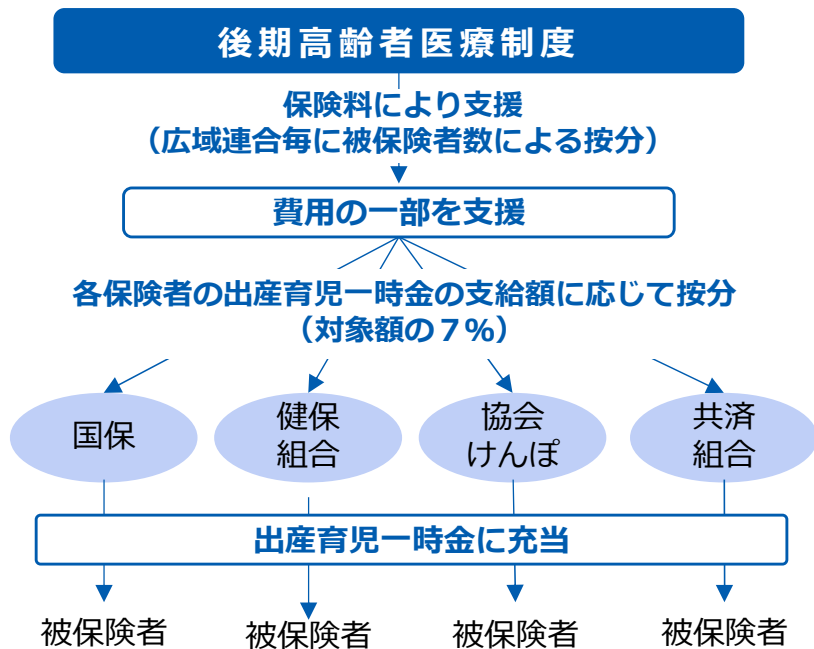 後期高齢者医療制度
保険料により支援
（広域連合毎に被保険者数による按分）
費用の一部を支援
各保険者の出産育児一時金の支給額に応じて按分
（対象額の７％）
国保
健保
組合
協会
けんぽ
共済
組合
出産育児一時金に充当
被保険者
被保険者
被保険者
被保険者